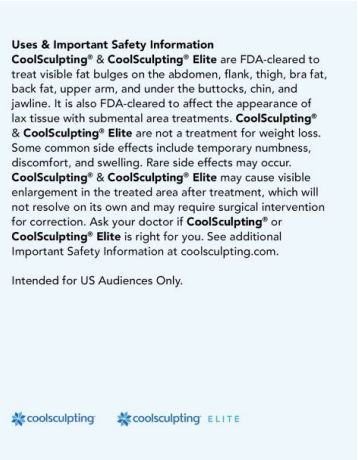 Uses & Important Safety Information
CoolSculpting® & CoolSculpting® Elite are FDA-cleared to
treat visible fat bulges on the abdomen, flank, thigh, bra fat,
back fat, upper arm, and under the buttocks, chin, and
jawline. It is also FDA-cleared to affect the appearance of
lax tissue with submental area treatments. CoolSculpting®
& CoolSculpting® Elite are not a treatment for weight loss.
Some common side effects include temporary numbness,
discomfort, and swelling. Rare side effects may occur.
CoolSculpting® & CoolSculpting® Elite may cause visible
enlargement in the treated area after treatment, which will
not resolve on its own and may require surgical intervention
for correction. Ask your doctor if CoolSculpting® or
CoolSculpting® Elite is right for you. See additional
Important Safety Information at coolsculpting.com.
Intended for US Audiences Only.
coolsculpting coolsculpting ELITE